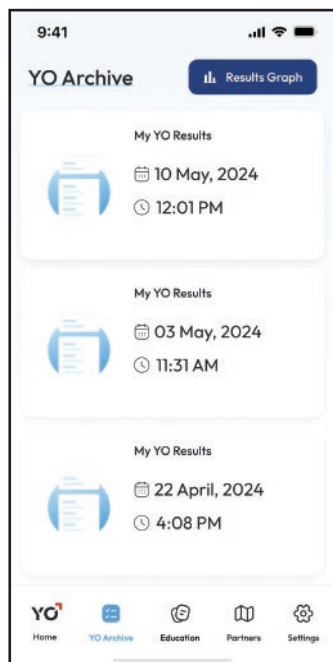 9:41
YO Archive
Results Graph
My YO Results
10 May, 2024
12:01 PM
My YO Results
03 May, 2024
11:31 AM
My YO Results
22 April, 2024
4:08 PM
YO
Home YO Archive Education Partners Settings